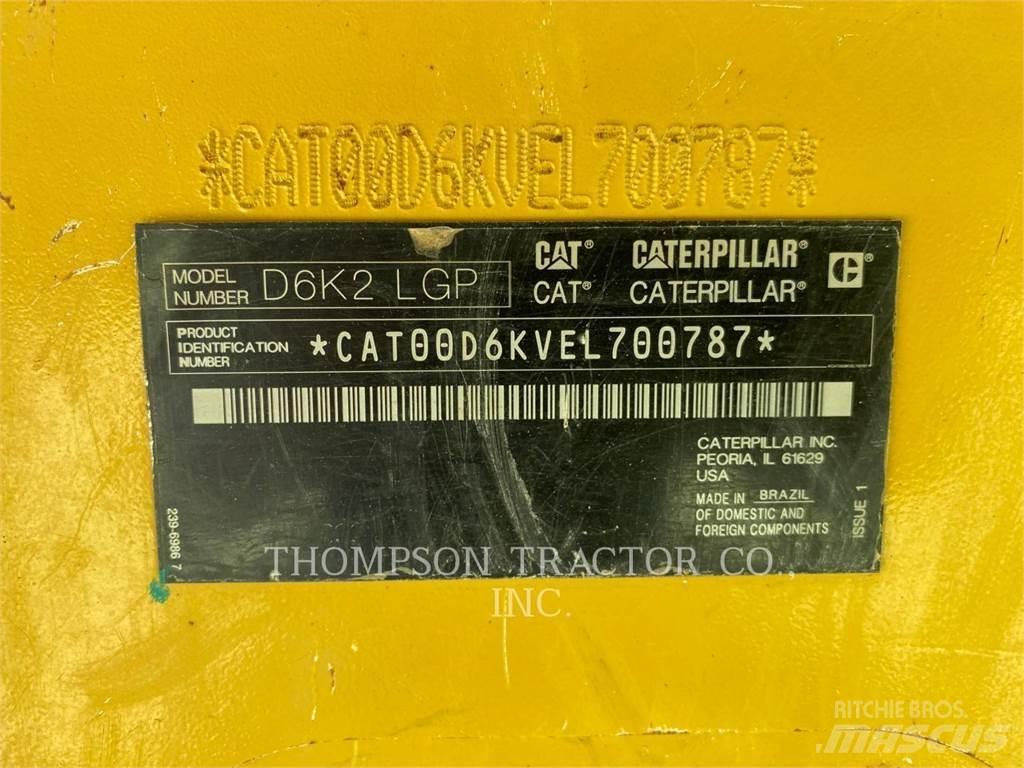 *CAT00D6KVEL700787*
MODEL NUMBER D6K2 LGP
CAT® CATERPILLAR® C®
CAT® CATERPILLAR®
PRODUCT IDENTIFICATION NUMBER *CAT00D6KVEL700787*
CATERPILLAR INC.
PEORIA, IL 61629
USA
MADE IN BRAZIL
OF DOMESTIC AND
FOREIGN COMPONENTS
ISSUE 1
239-6986 7
THOMPSON TRACTOR CO
INC.
RITCHIE BROS.
MASCUS